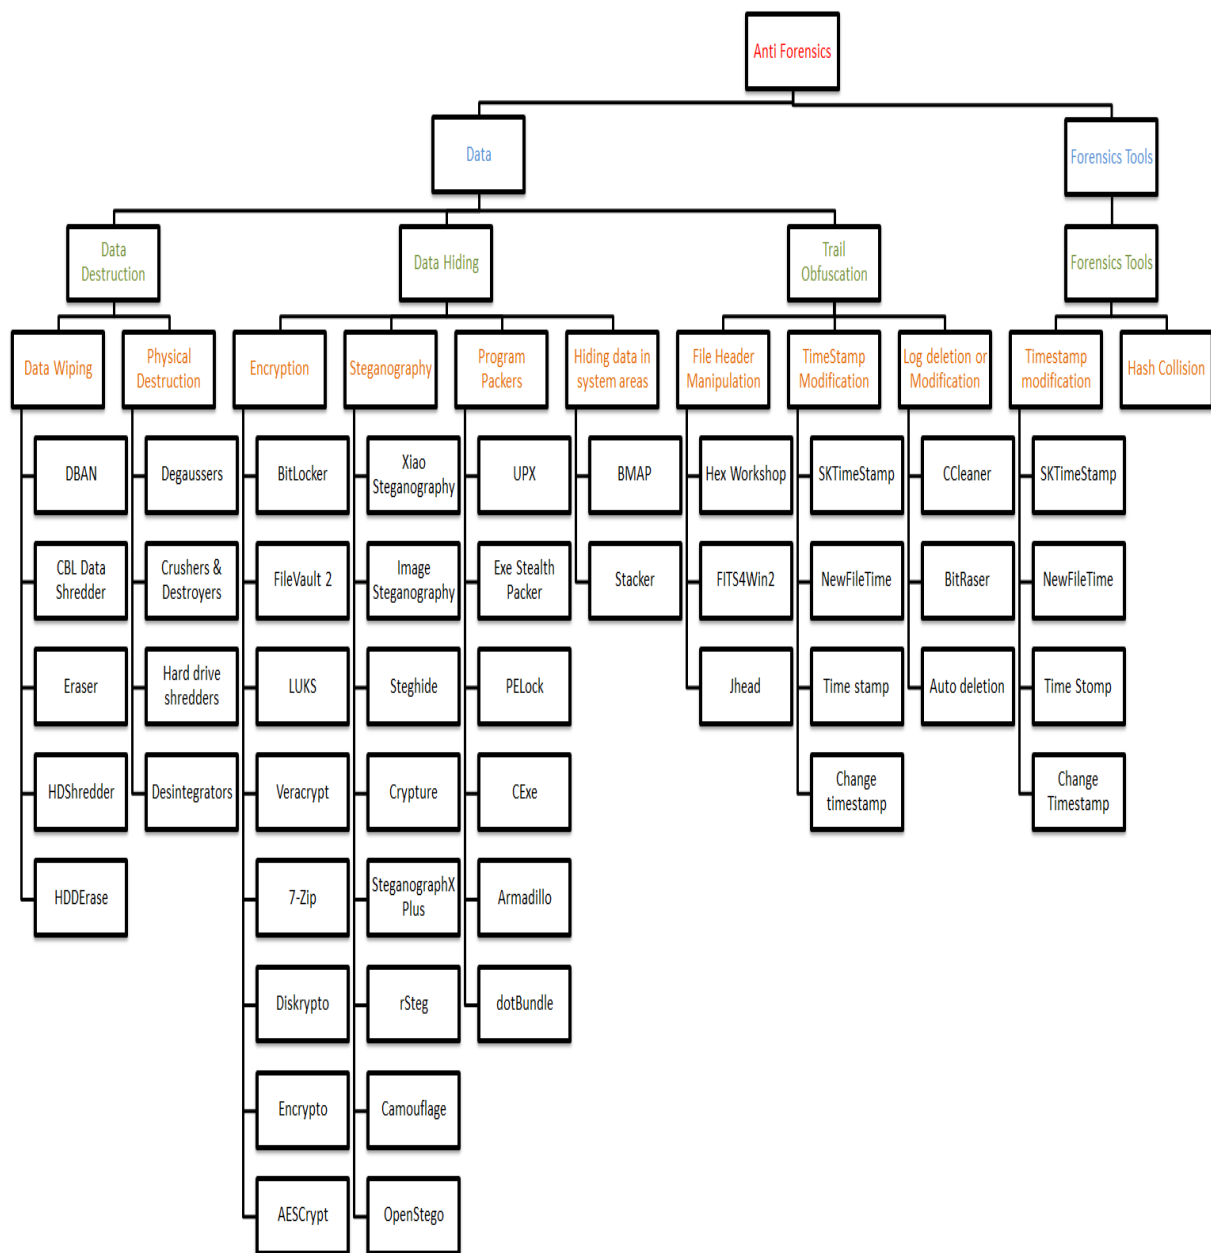 Anti Forensics
Data
Forensics Tools
Data
Destruction
Data Hiding
Trail
Obfuscation
Forensics Tools
Data Wiping
Physical
Destruction
Encryption
Steganography
Program
Packers
Hiding data in
system areas
File Header
Manipulation
TimeStamp
Modification
Log deletion or
Modification
Timestamp
modification
Hash Collision
DBAN
Degaussers
BitLocker
Xiao
Steganography
UPX
BMAP
Hex Workshop
SKTimeStamp
CCleaner
SKTimeStamp
CBL Data
Shredder
Crushers &
Destroyers
FileVault 2
Image
Steganography
Exe Stealth
Packer
Stacker
FITS4Win2
NewFileTime
BitRaser
NewFileTime
Eraser
Hard drive
shredders
LUKS
Steghide
PELock
Jhead
Time stamp
Auto deletion
Time Stomp
HDShredder
Desintegrators
Veracrypt
Crypture
CExe
Change
timestamp
Change
Timestamp
HDDErase
7-Zip
SteganographX
Plus
Armadillo
Diskrypto
rSteg
dotBundle
Encrypto
Camouflage
AESCrypt
OpenStego